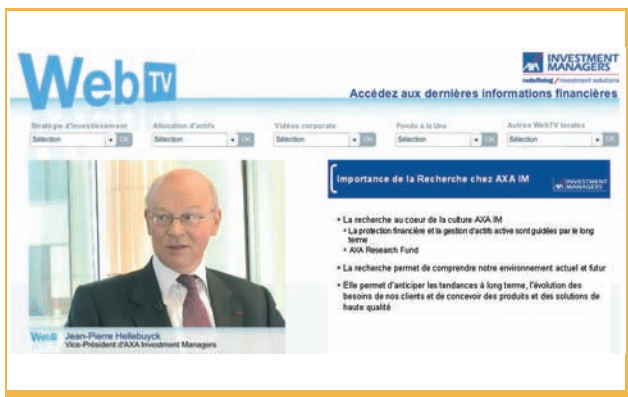 Web TV
INVESTMENT
MANAGERS
redefining / investment solutions
Accédez aux dernières informations financières
Stratégie d'investissement
Allocation d'actifs
Vidéos corporate
Fonds à la Une
Autres WebTV locales
Sélection OK
Sélection OK
Sélection OK
Sélection OK
Sélection OK
Importance de la Recherche chez AXA IM
INVESTMENT
MANAGERS
• La recherche au coeur de la culture AXA IM
• La protection financière et la gestion d'actifs active sont guidées par le long
terme
• AXA Research Fund
• La recherche permet de comprendre notre environnement actuel et futur
• Elle permet d'anticiper les tendances à long terme, l'évolution des
besoins de nos clients et de concevoir des produits et des solutions de
haute qualité
Web
Jean-Pierre Hellebuyck
Vice-Président d'AXA Investment Managers